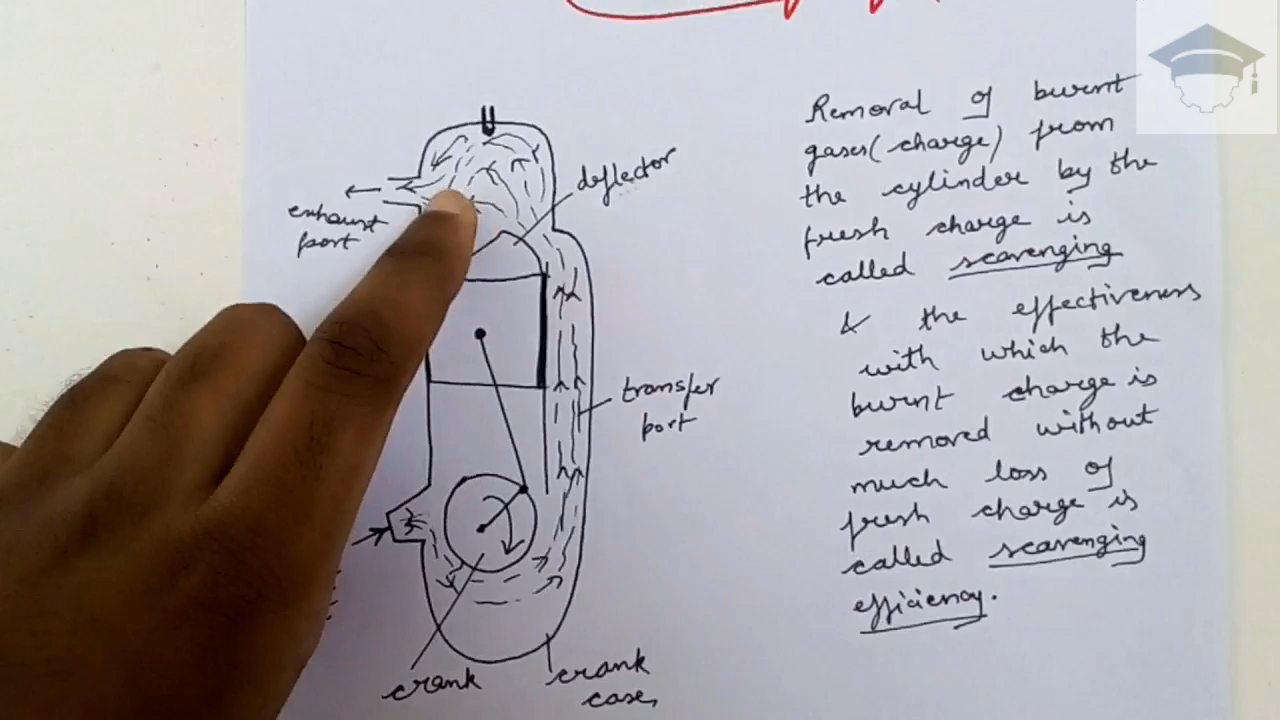 exhaust
port
deflector
transfer
port
crank
crank
cases
Removal of burnt
gases(charge) from
the cylinder by the
fresh charge is
called scavenging
& the effectiveness
with which the
burnt charge is
removed without
much loss of
fresh charge is
called scavenging
efficiency.